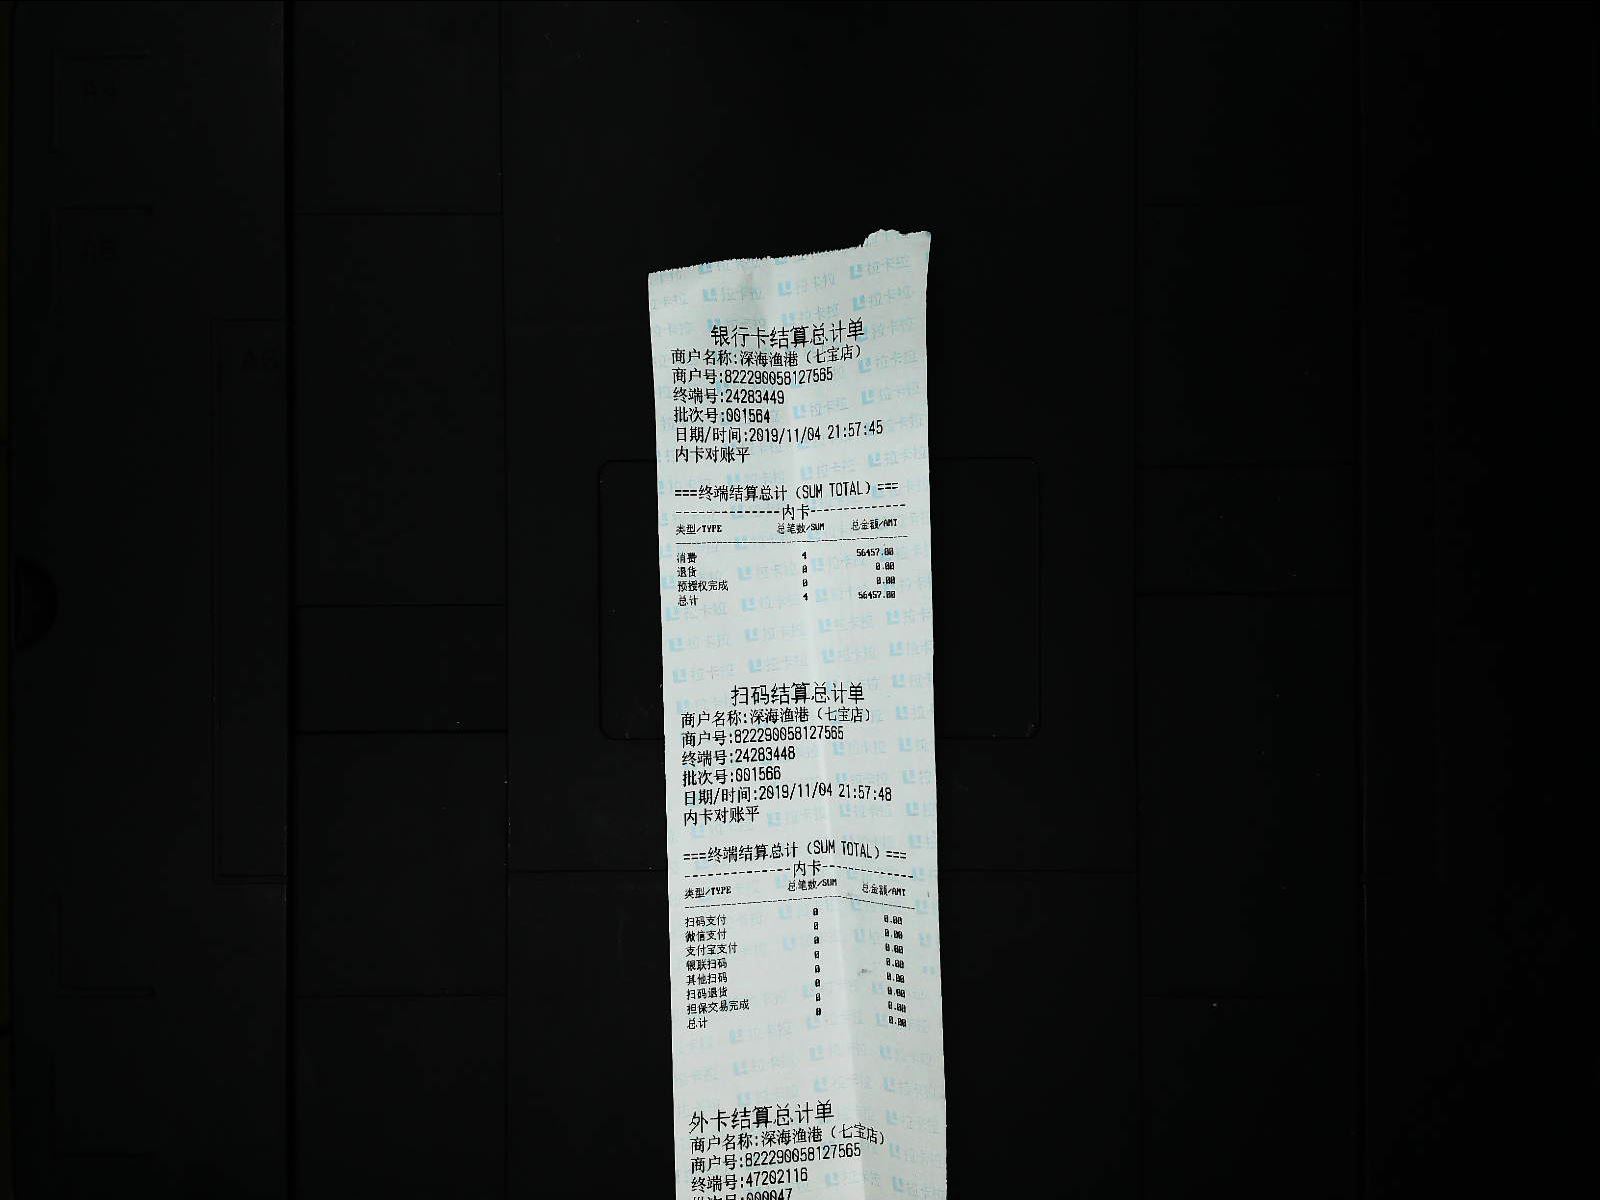 银行卡结算总计单
商户名称:深海渔港（七宝店）
商户号:822290058127565
终端号:24283449
批次号:001564
日期/时间:2019/11/04 21:57:45
内卡对账平
===终端结算总计（SUM TOTAL）===
---------------内卡--------------
类型/TYPE 总笔数/SUM 总金额/AMT
消费 4 56457.00
退货 0 0.00
预授权完成 0 0.00
总计 4 56457.00
扫码结算总计单
商户名称:深海渔港（七宝店）
商户号:822290058127565
终端号:24283448
批次号:001566
日期/时间:2019/11/04 21:57:48
内卡对账平
===终端结算总计（SUM TOTAL）===
---------------内卡--------------
类型/TYPE 总笔数/SUM 总金额/AMT
扫码支付 0 0.00
微信支付 0 0.00
支付宝支付 0 0.00
银联扫码 0 0.00
其他扫码 0 0.00
扫码退货 0 0.00
担保交易完成 0 0.00
总计 0 0.00
外卡结算总计单
商户名称:深海渔港（七宝店）
商户号:822290058127565
终端号:47202116
批次号:000047